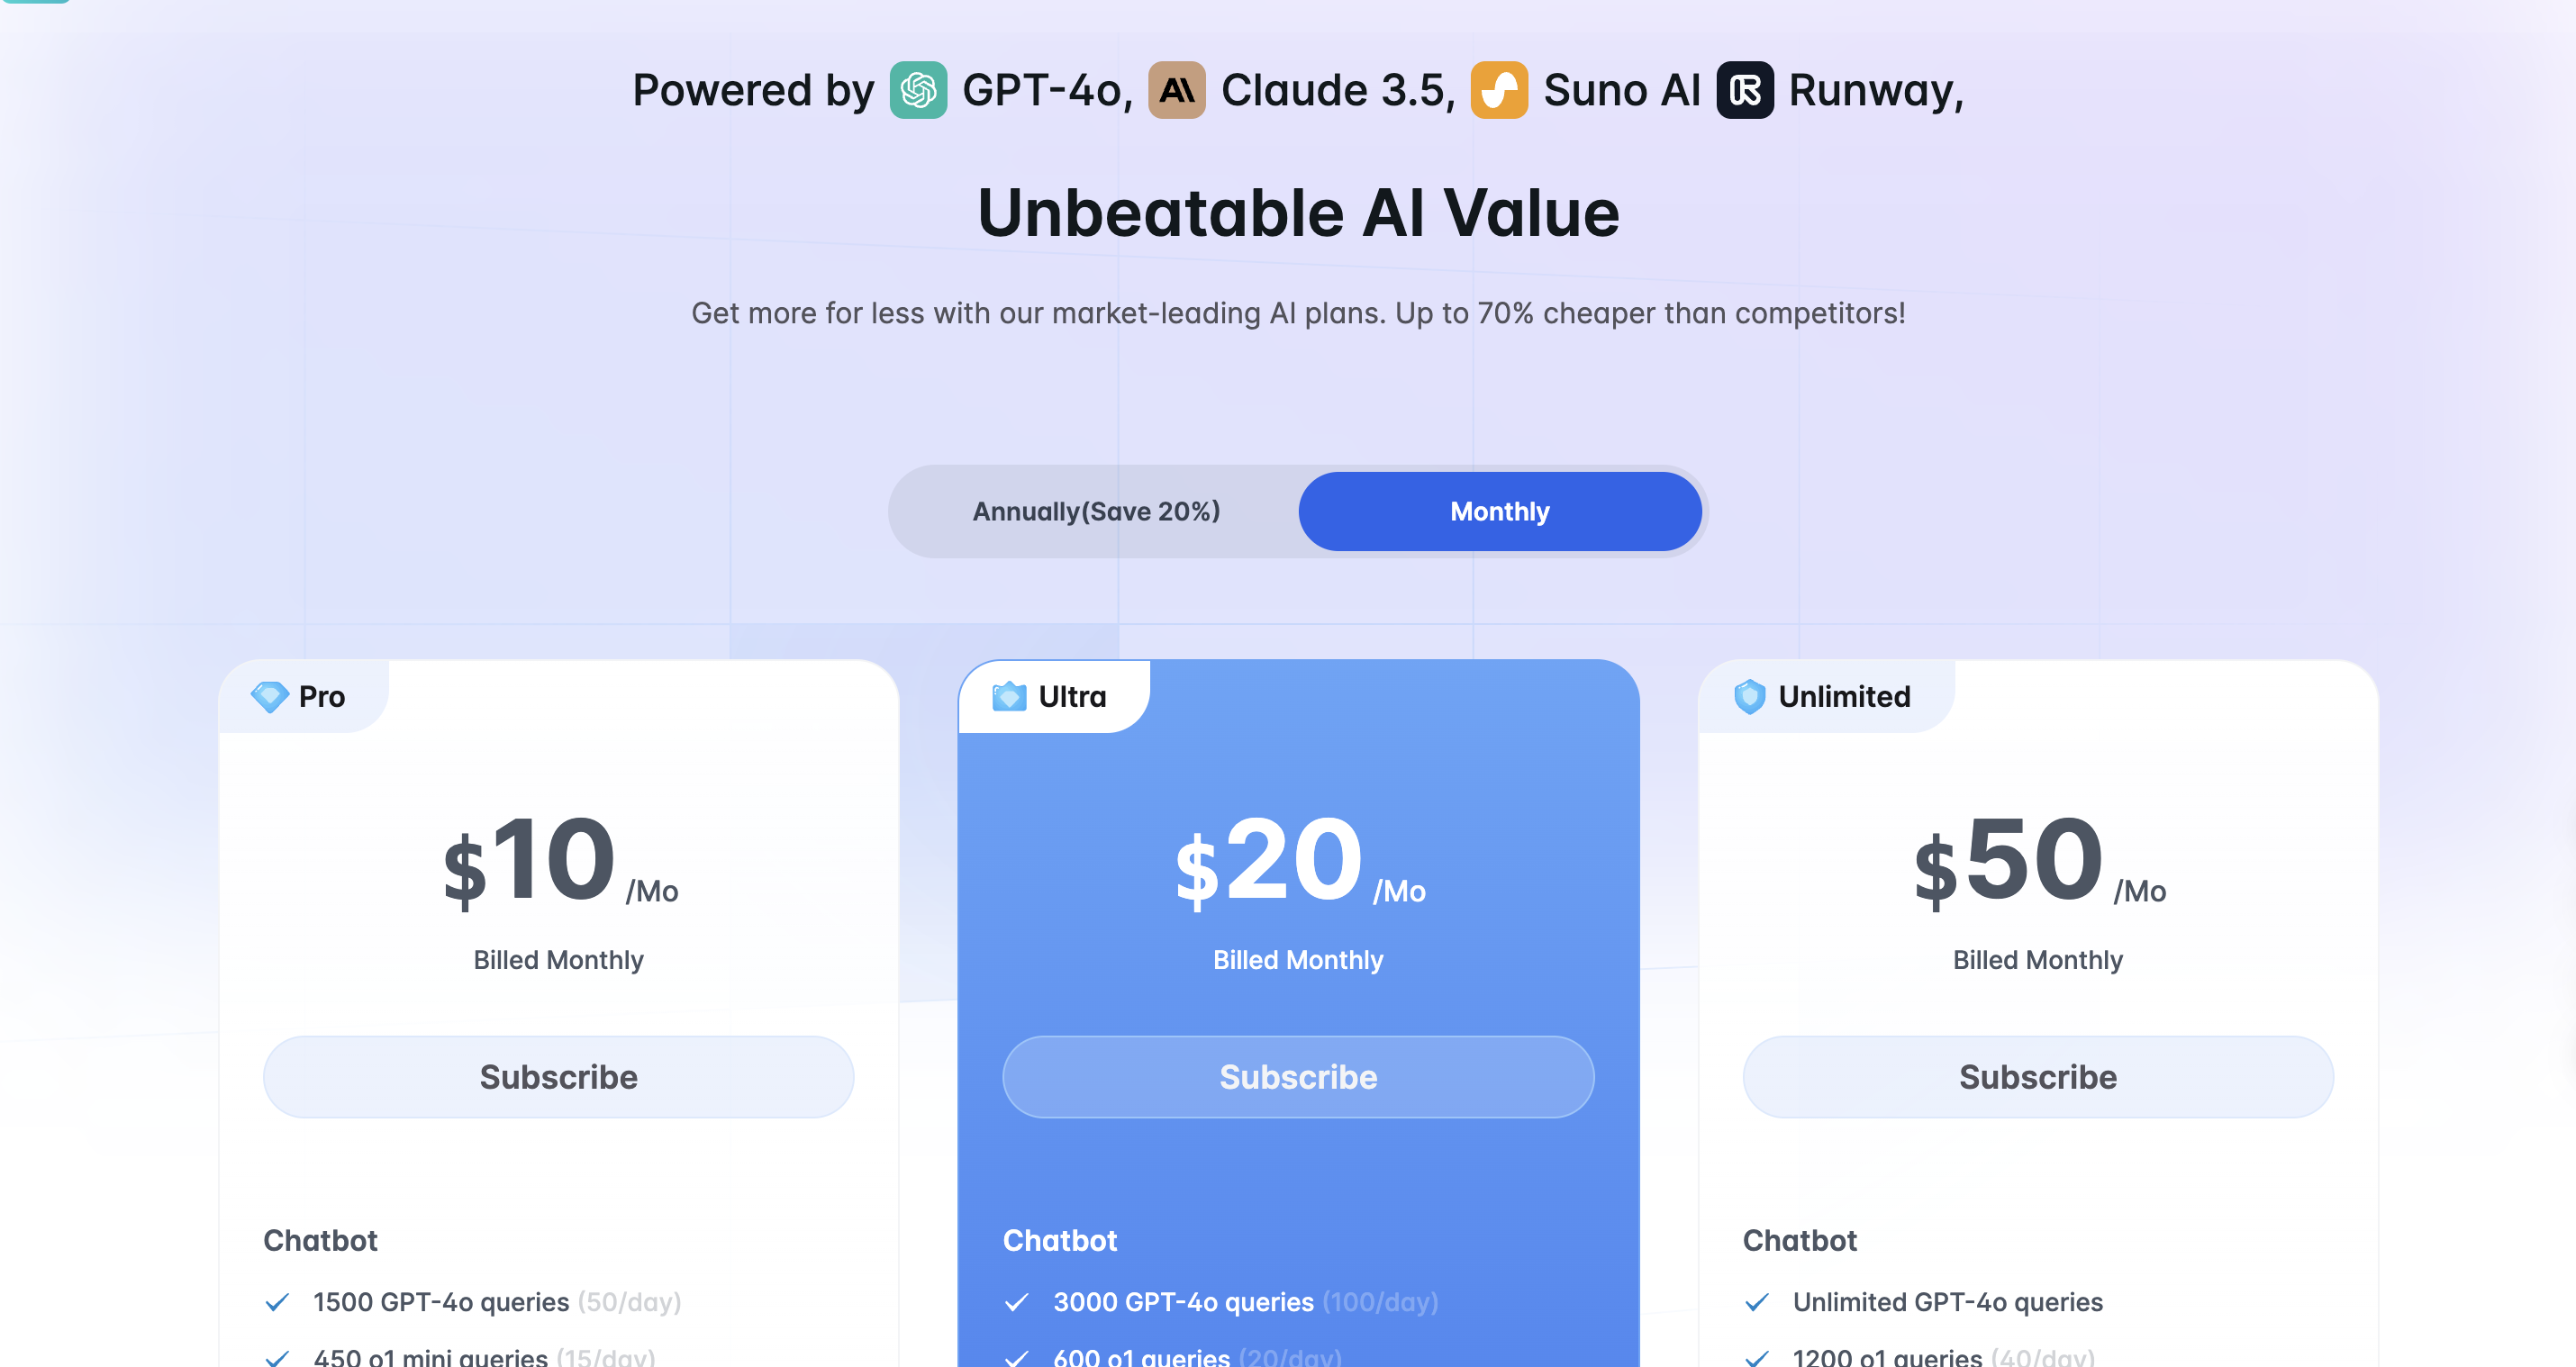 Powered by GPT-4o, Claude 3.5, Suno AI Runway,
Unbeatable AI Value
Get more for less with our market-leading AI plans. Up to 70% cheaper than competitors!
Annually(Save 20%)
Monthly
Pro
$10 /Mo
Billed Monthly
Subscribe
Chatbot
1500 GPT-4o queries (50/day)
450 o1 mini queries (15/day)
Ultra
$20 /Mo
Billed Monthly
Subscribe
Chatbot
3000 GPT-4o queries (100/day)
600 o1 queries (20/day)
Unlimited
$50 /Mo
Billed Monthly
Subscribe
Chatbot
Unlimited GPT-4o queries
1200 o1 queries (40/day)